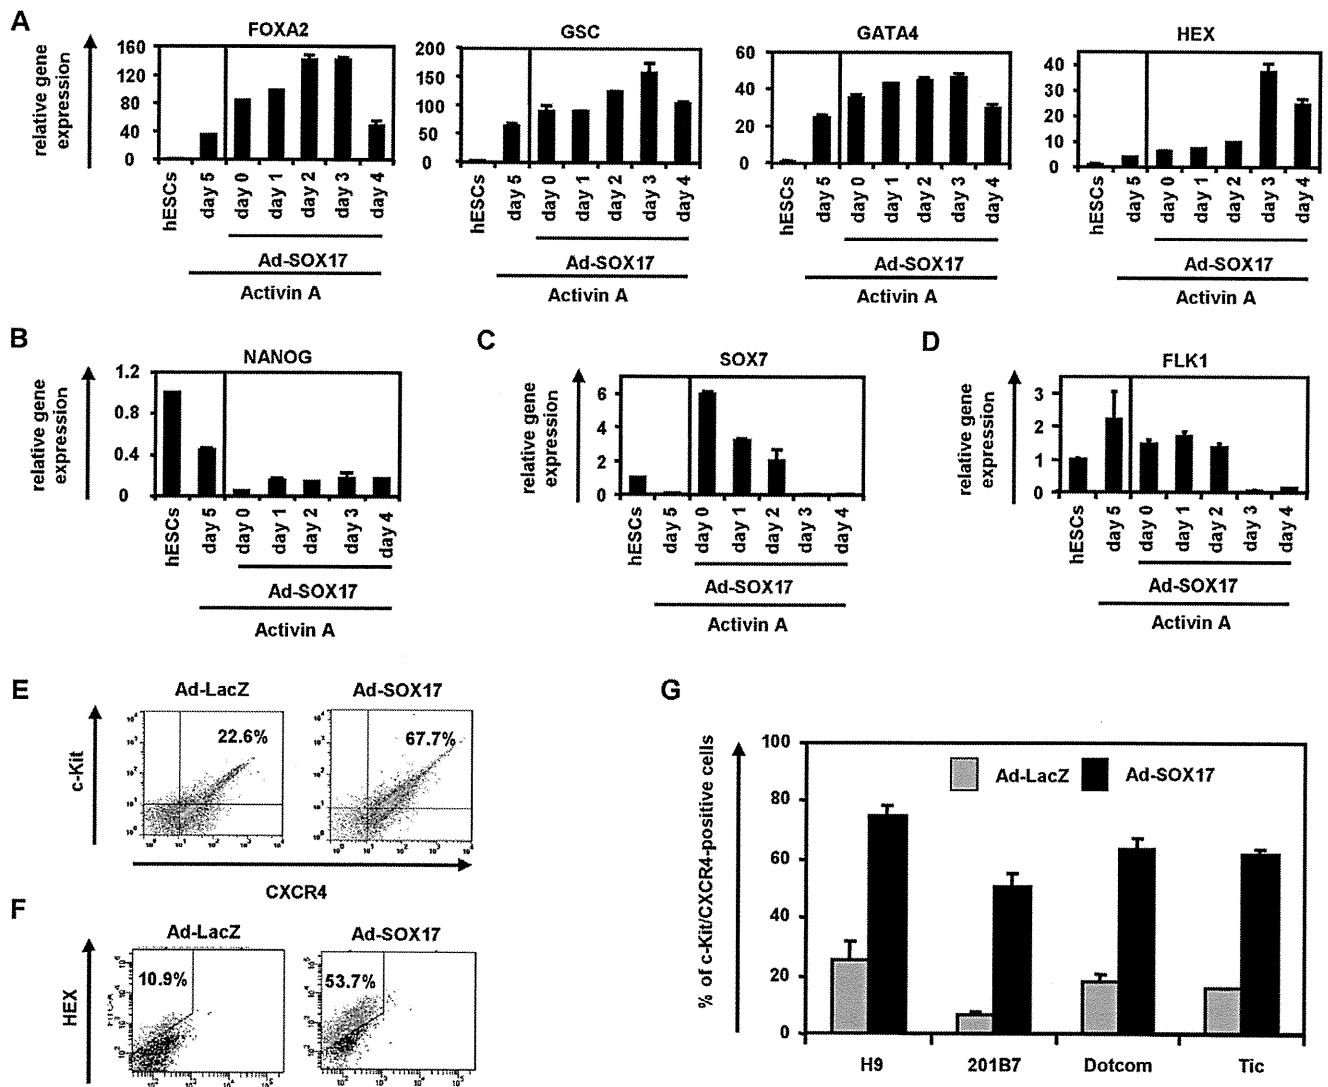 A
FOXA2
GSC
GATA4
HEX
relative gene
expression
160
120
80
40
0
200
150
100
50
0
60
40
20
0
40
30
20
10
0
hESCs
day 5
day 0
day 1
day 2
day 3
day 4
hESCs
day 5
day 0
day 1
day 2
day 3
day 4
hESCs
day 5
day 0
day 1
day 2
day 3
day 4
hESCs
day 5
day 0
day 1
day 2
day 3
day 4
Ad-SOX17
Ad-SOX17
Ad-SOX17
Ad-SOX17
Activin A
Activin A
Activin A
Activin A
B
NANOG
relative gene
expression
1.2
0.8
0.4
0
hESCs
day 5
day 0
day 1
day 2
day 3
day 4
Ad-SOX17
Activin A
C
SOX7
relative gene
expression
6
4
2
0
hESCs
day 5
day 0
day 1
day 2
day 3
day 4
Ad-SOX17
Activin A
D
FLK1
relative gene
expression
3
2
1
0
hESCs
day 5
day 0
day 1
day 2
day 3
day 4
Ad-SOX17
Activin A
E
Ad-LacZ
Ad-SOX17
c-Kit
22.6%
67.7%
CXCR4
F
Ad-LacZ
Ad-SOX17
HEX
10.9%
53.7%
G
% of c-Kit/CXCR4-positive cells
100
80
60
40
20
0
Ad-LacZ
Ad-SOX17
H9
201B7
Dotcom
Tic